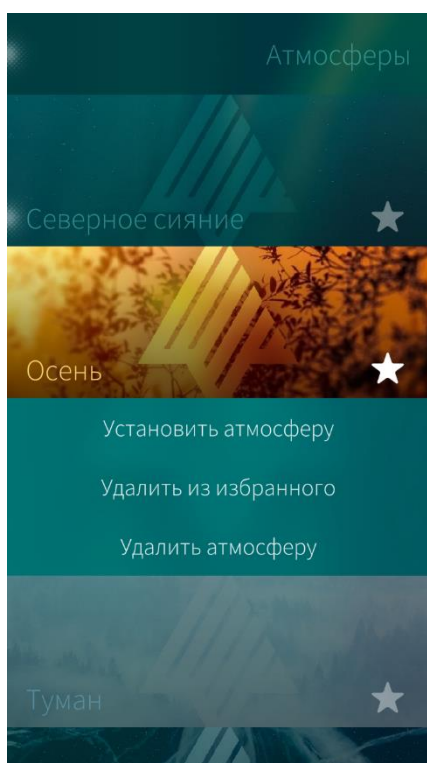 Атмосферы
Северное сияние
Осень
Установить атмосферу
Удалить из избранного
Удалить атмосферу
Туман